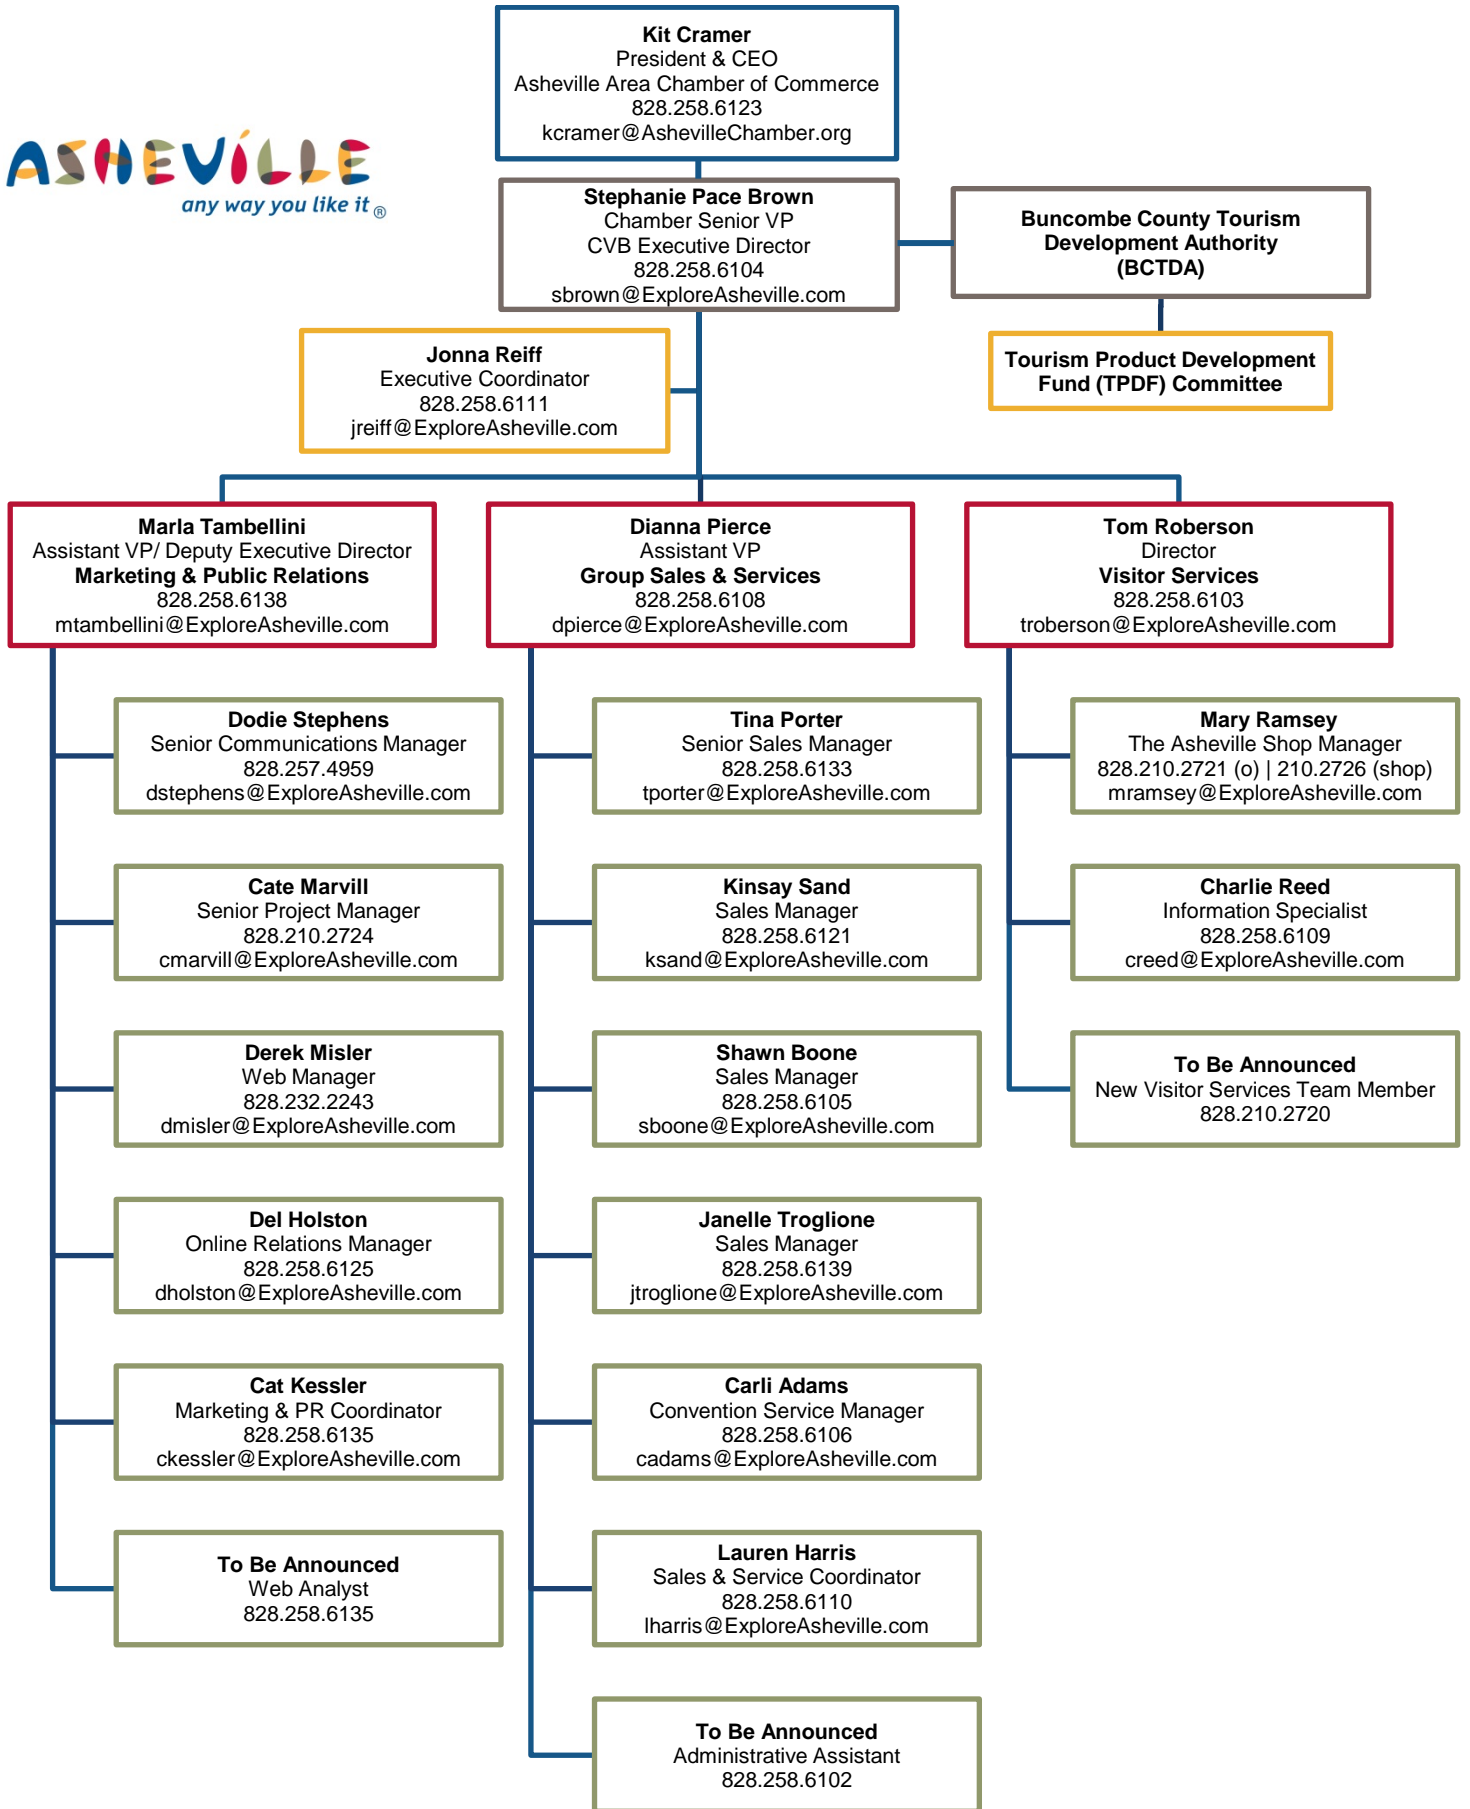 Kit Cramer
President & CEO
Asheville Area Chamber of Commerce
828.258.6123
kcramer@AshevilleChamber.org
ASHEVILLE
any way you like it ®
Stephanie Pace Brown
Chamber Senior VP
CVB Executive Director
828.258.6104
sbrown@ExploreAsheville.com
Buncombe County Tourism
Development Authority
(BCTDA)
Tourism Product Development
Fund (TPDF) Committee
Jonna Reiff
Executive Coordinator
828.258.6111
jreiff@ExploreAsheville.com
Marla Tambellini
Assistant VP/ Deputy Executive Director
Marketing & Public Relations
828.258.6138
mtambellini@ExploreAsheville.com
Dianna Pierce
Assistant VP
Group Sales & Services
828.258.6108
dpierce@ExploreAsheville.com
Tom Roberson
Director
Visitor Services
828.258.6103
troberson@ExploreAsheville.com
Dodie Stephens
Senior Communications Manager
828.257.4959
dstephens@ExploreAsheville.com
Tina Porter
Senior Sales Manager
828.258.6133
tporter@ExploreAsheville.com
Mary Ramsey
The Asheville Shop Manager
828.210.2721 (o) | 210.2726 (shop)
mramsey@ExploreAsheville.com
Cate Marvill
Senior Project Manager
828.210.2724
cmarvill@ExploreAsheville.com
Kinsay Sand
Sales Manager
828.258.6121
ksand@ExploreAsheville.com
Charlie Reed
Information Specialist
828.258.6109
creed@ExploreAsheville.com
Derek Misler
Web Manager
828.232.2243
dmisler@ExploreAsheville.com
Shawn Boone
Sales Manager
828.258.6105
sboone@ExploreAsheville.com
To Be Announced
New Visitor Services Team Member
828.210.2720
Del Holston
Online Relations Manager
828.258.6125
dholston@ExploreAsheville.com
Janelle Troglione
Sales Manager
828.258.6139
jtroglione@ExploreAsheville.com
Cat Kessler
Marketing & PR Coordinator
828.258.6135
ckessler@ExploreAsheville.com
Carli Adams
Convention Service Manager
828.258.6106
cadams@ExploreAsheville.com
To Be Announced
Web Analyst
828.258.6135
Lauren Harris
Sales & Service Coordinator
828.258.6110
lharris@ExploreAsheville.com
To Be Announced
Administrative Assistant
828.258.6102